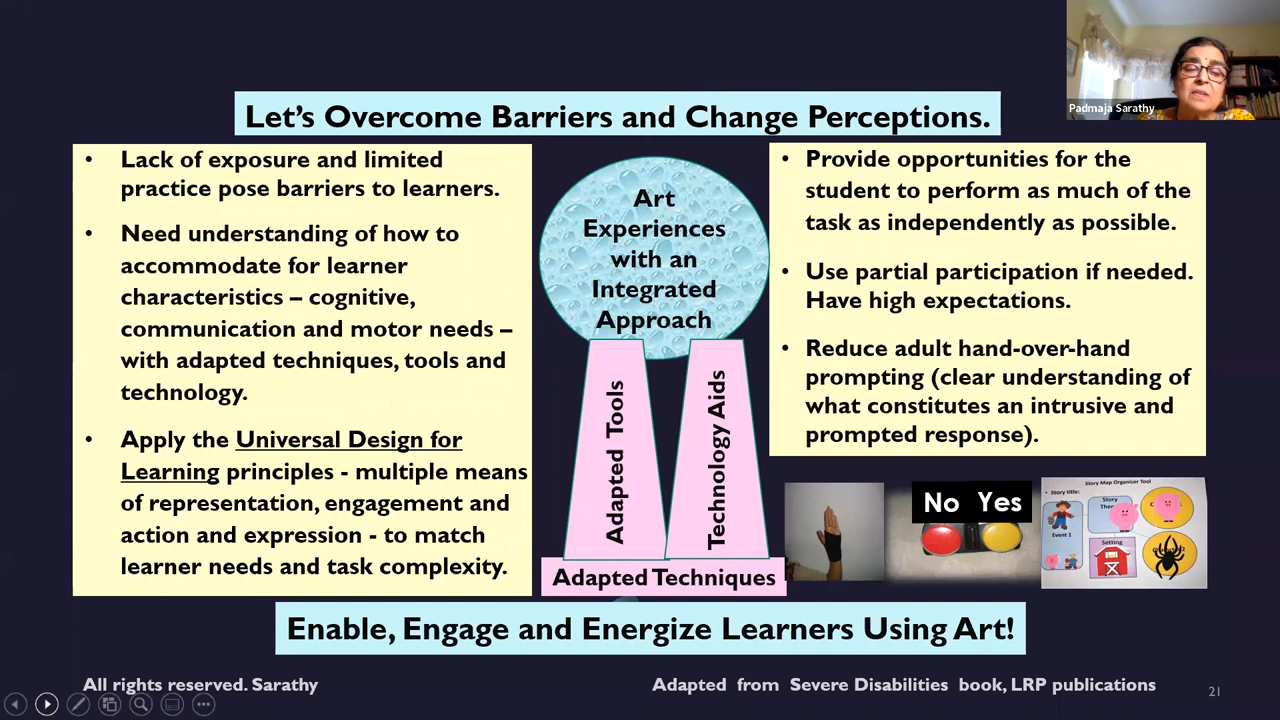 Padmaja Sarathy
Let's Overcome Barriers and Change Perceptions.
• Lack of exposure and limited
practice pose barriers to learners.
• Need understanding of how to
accommodate for learner
characteristics – cognitive,
communication and motor needs –
with adapted techniques, tools and
technology.
• Apply the Universal Design for
Learning principles - multiple means
of representation, engagement and
action and expression - to match
learner needs and task complexity.
Art
Experiences
with an
Integrated
Approach
Adapted Tools
Technology Aids
Adapted Techniques
• Provide opportunities for the
student to perform as much of the
task as independently as possible.
• Use partial participation if needed.
Have high expectations.
• Reduce adult hand-over-hand
prompting (clear understanding of
what constitutes an intrusive and
prompted response).
No Yes
Story Map Organizer Tool
• Story title:
Story
Event 1
Setting
Enable, Engage and Energize Learners Using Art!
All rights reserved. Sarathy
Adapted from Severe Disabilities book, LRP publications
21